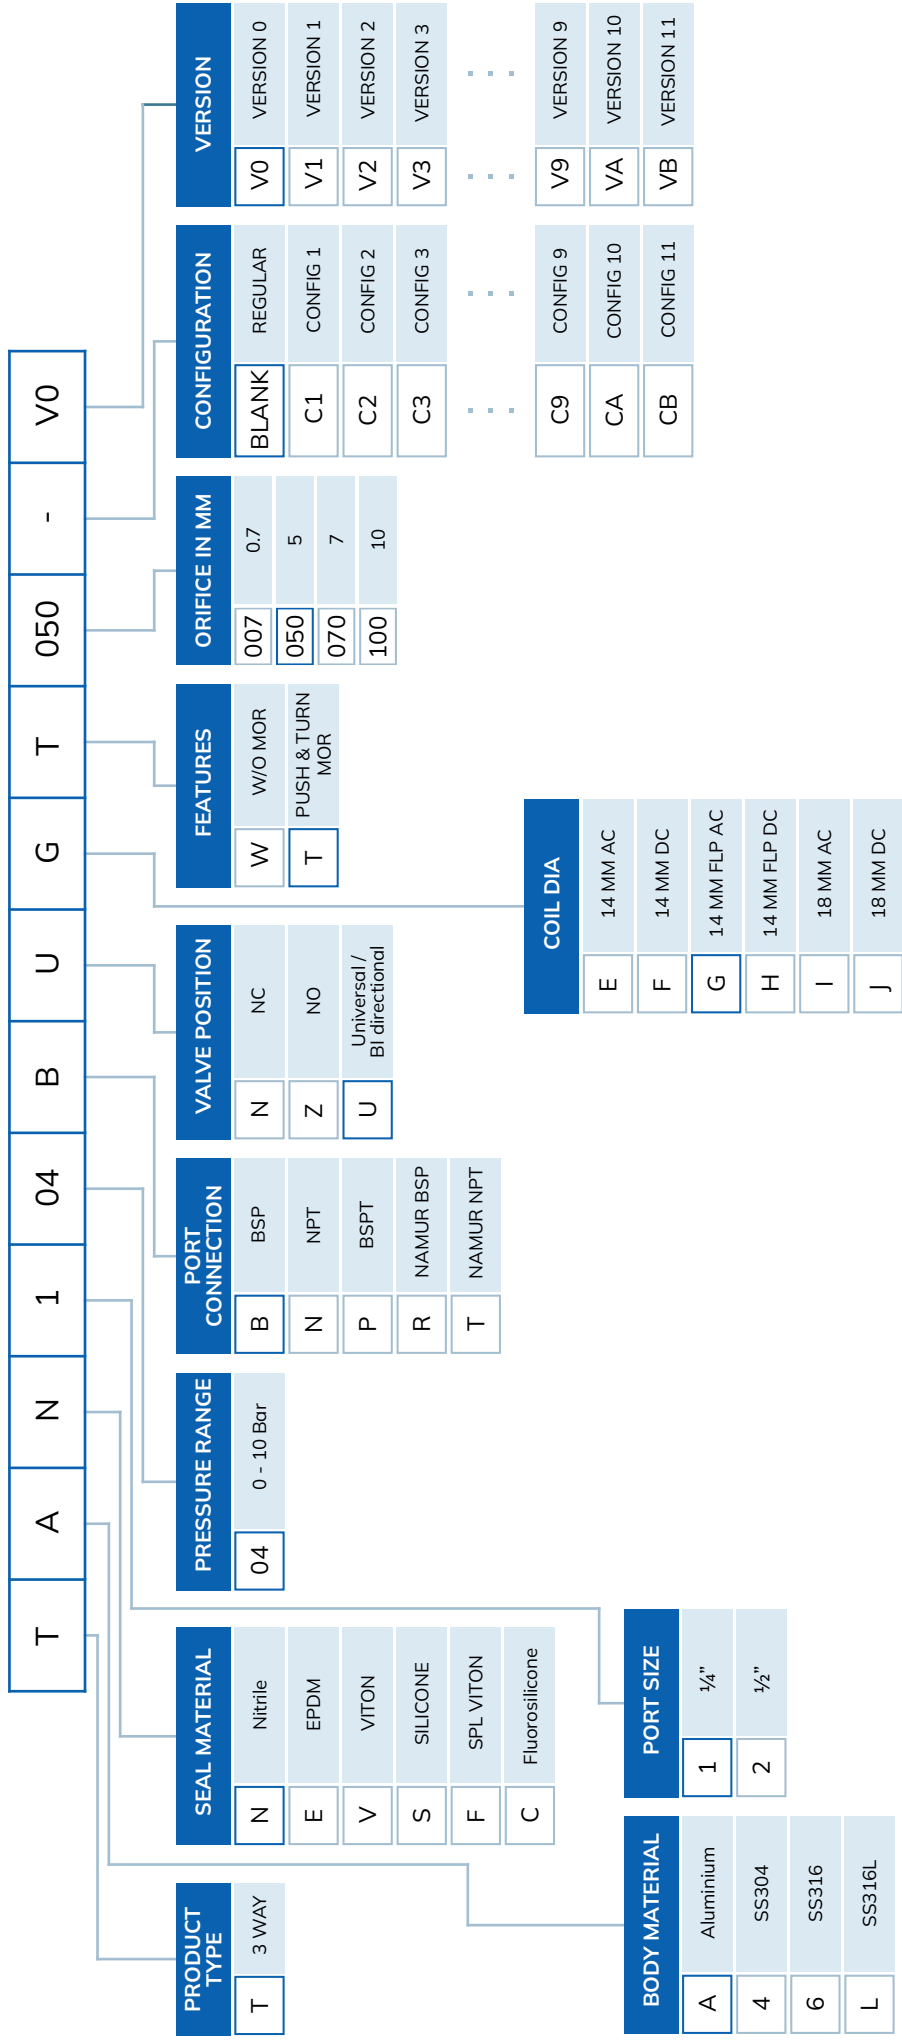 T A N 1 04 B U G T 050 - V0
PRODUCT
TYPE
T 3 WAY
SEAL MATERIAL
N Nitrile
E EPDM
V VITON
S SILICONE
F SPL VITON
C Fluorosilicone
PRESSURE RANGE
04 0 - 10 Bar
PORT
CONNECTION
B BSP
N NPT
P BSPT
R NAMUR BSP
T NAMUR NPT
VALVE POSITION
N NC
Z NO
U Universal /
BI directional
FEATURES
W W/O MOR
T PUSH & TURN
MOR
ORIFICE IN MM
007 0.7
050 5
070 7
100 10
CONFIGURATION
BLANK REGULAR
C1 CONFIG 1
C2 CONFIG 2
C3 CONFIG 3
. . . . . .
C9 CONFIG 9
CA CONFIG 10
CB CONFIG 11
VERSION
V0 VERSION 0
V1 VERSION 1
V2 VERSION 2
V3 VERSION 3
. . . . . .
V9 VERSION 9
VA VERSION 10
VB VERSION 11
BODY MATERIAL
A Aluminium
4 SS304
6 SS316
L SS316L
PORT SIZE
1 ¼”
2 ½”
COIL DIA
E 14 MM AC
F 14 MM DC
G 14 MM FLP AC
H 14 MM FLP DC
I 18 MM AC
J 18 MM DC